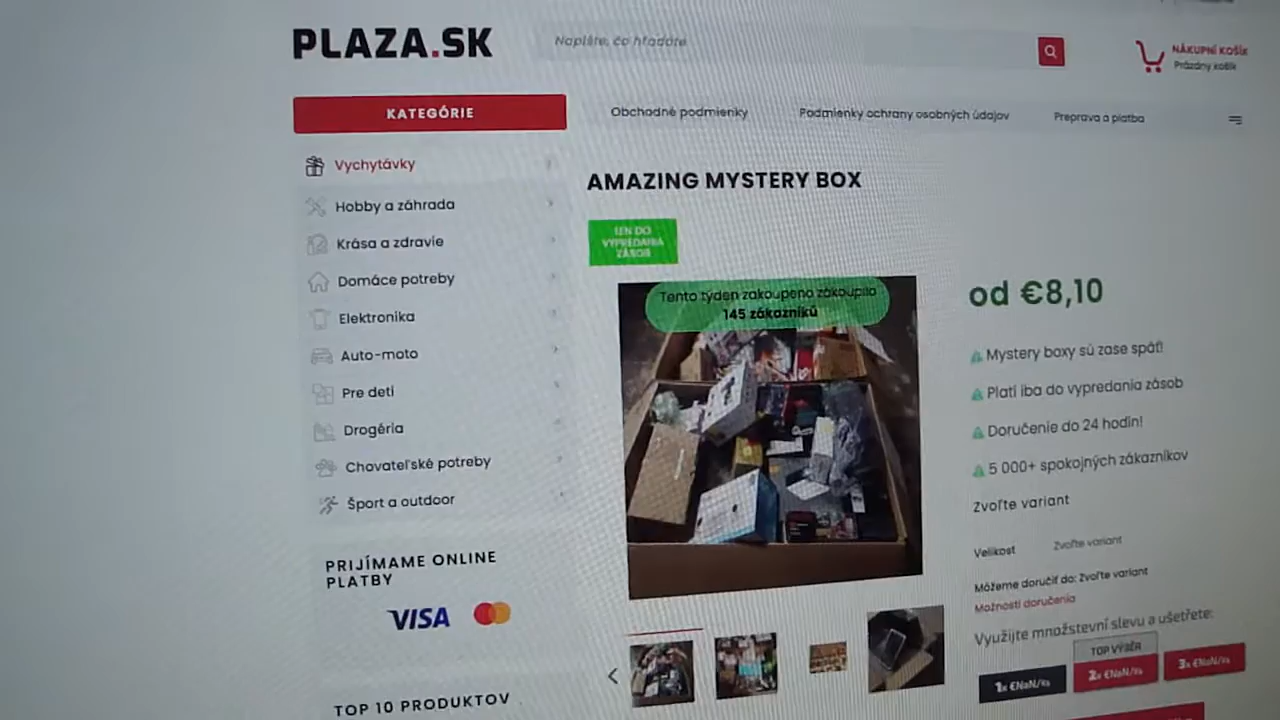 PLAZA.SK
Napíšte, čo hľadáte
NÁKUPNÍ KOŠÍK
Prázdny košík
KATEGÓRIE
Obchodné podmienky
Podmienky ochrany osobných údajov
Preprava a platba
Vychytávky
Hobby a záhrada
Krása a zdravie
Domáce potreby
Elektronika
Auto-moto
Pre deti
Drogéria
Chovateľské potreby
Šport a outdoor
PRIJÍMAME ONLINE
PLATBY
VISA
TOP 10 PRODUKTOV
AMAZING MYSTERY BOX
LEN DO
VYPREDANIA
ZÁSOB
Tento týden zakoupeno zákoupilo
145 zákazníků
od €8,10
Mystery boxy sú zase späť!
Platí iba do vypredania zásob
Doručenie do 24 hodín!
5 000+ spokojných zákazníkov
Zvoľte variant
Velikost
Zvoľte variant
Môžeme doručiť do: Zvoľte variant
Možnosti doručenia
Využijte množstevní slevu a ušetřete:
TOP VÝBĚR
1x €NaN/ks
2x €NaN/ks
3x €NaN/ks